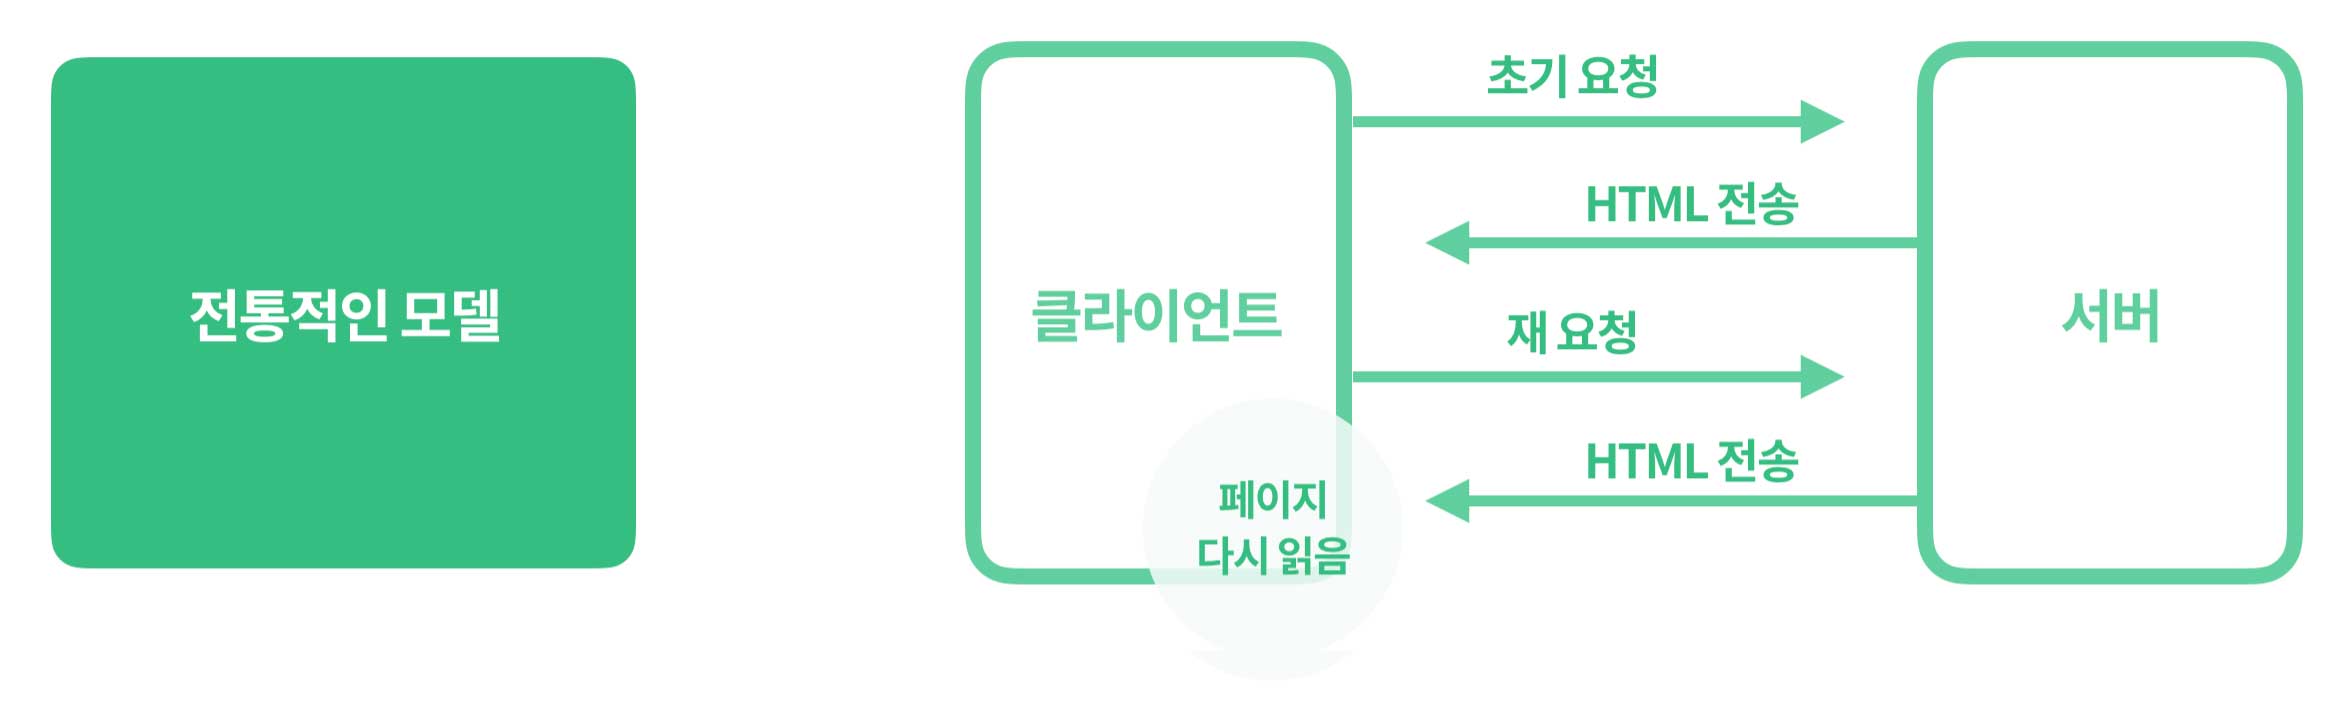 전통적인 모델
클라이언트
초기 요청
HTML 전송
재 요청
HTML 전송
페이지
다시 읽음
서버